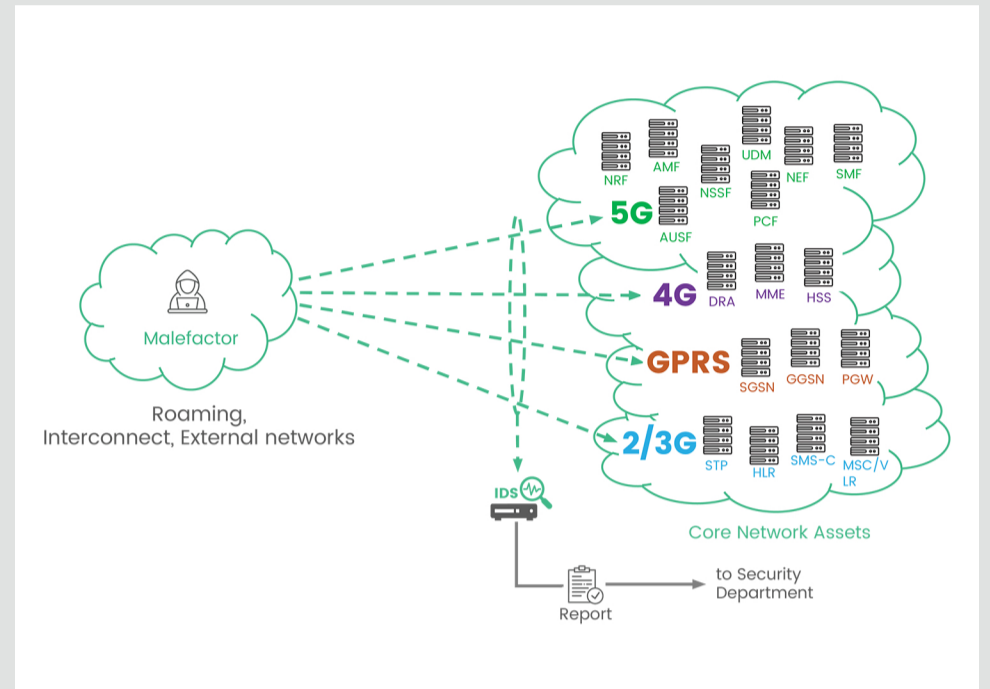 UDM
AMF
NRF
NEF
SMF
NSSF
5G
PCF
AUSF
4G
DRA
MME
HSS
Malefactor
GPRS
SGSN
GGSN
PGW
Roaming,
Interconnect, External networks
2/3G
STP
HLR
SMS-C
MSC/V
LR
IDS
Core Network Assets
to Security
Department
Report